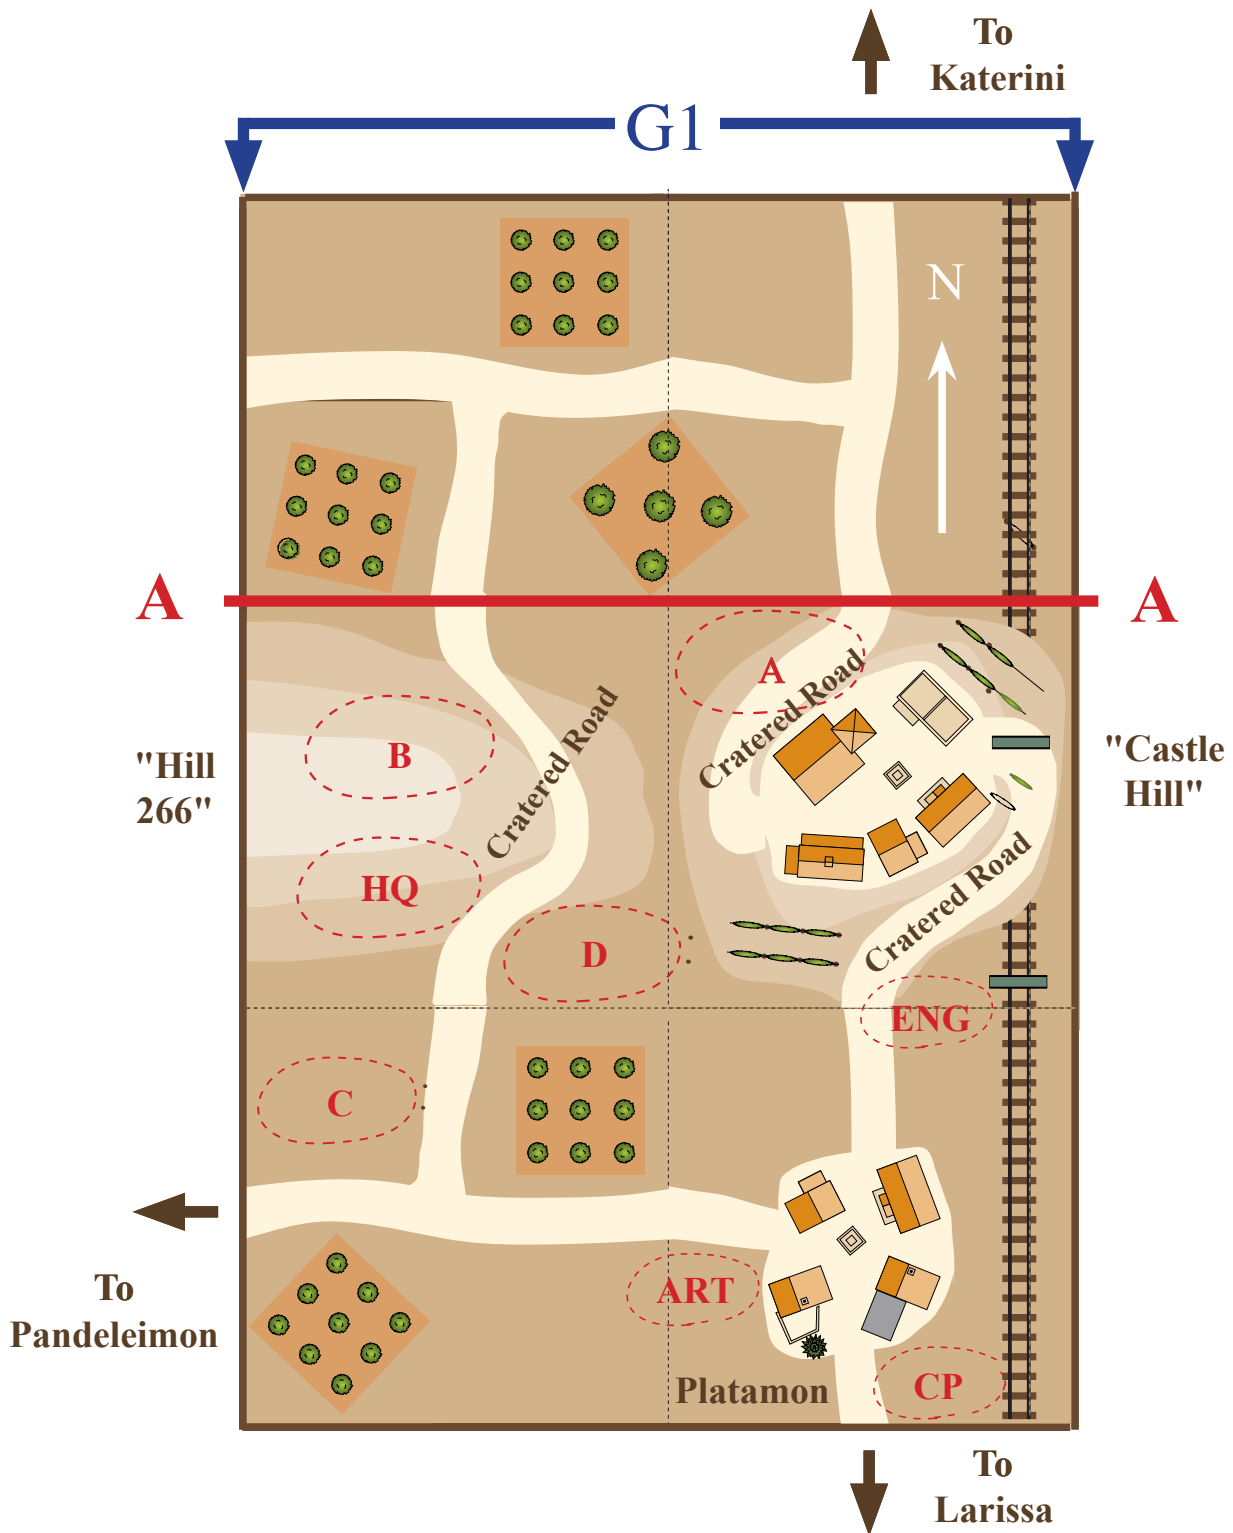 To
Katerini
G1
N
A
A
A
Cratered Road
Cratered Road
B
"Hill
266"
"Castle
Hill"
HQ
Cratered Road
D
ENG
C
To
Pandeleimon
ART
Platamon
CP
To
Larissa